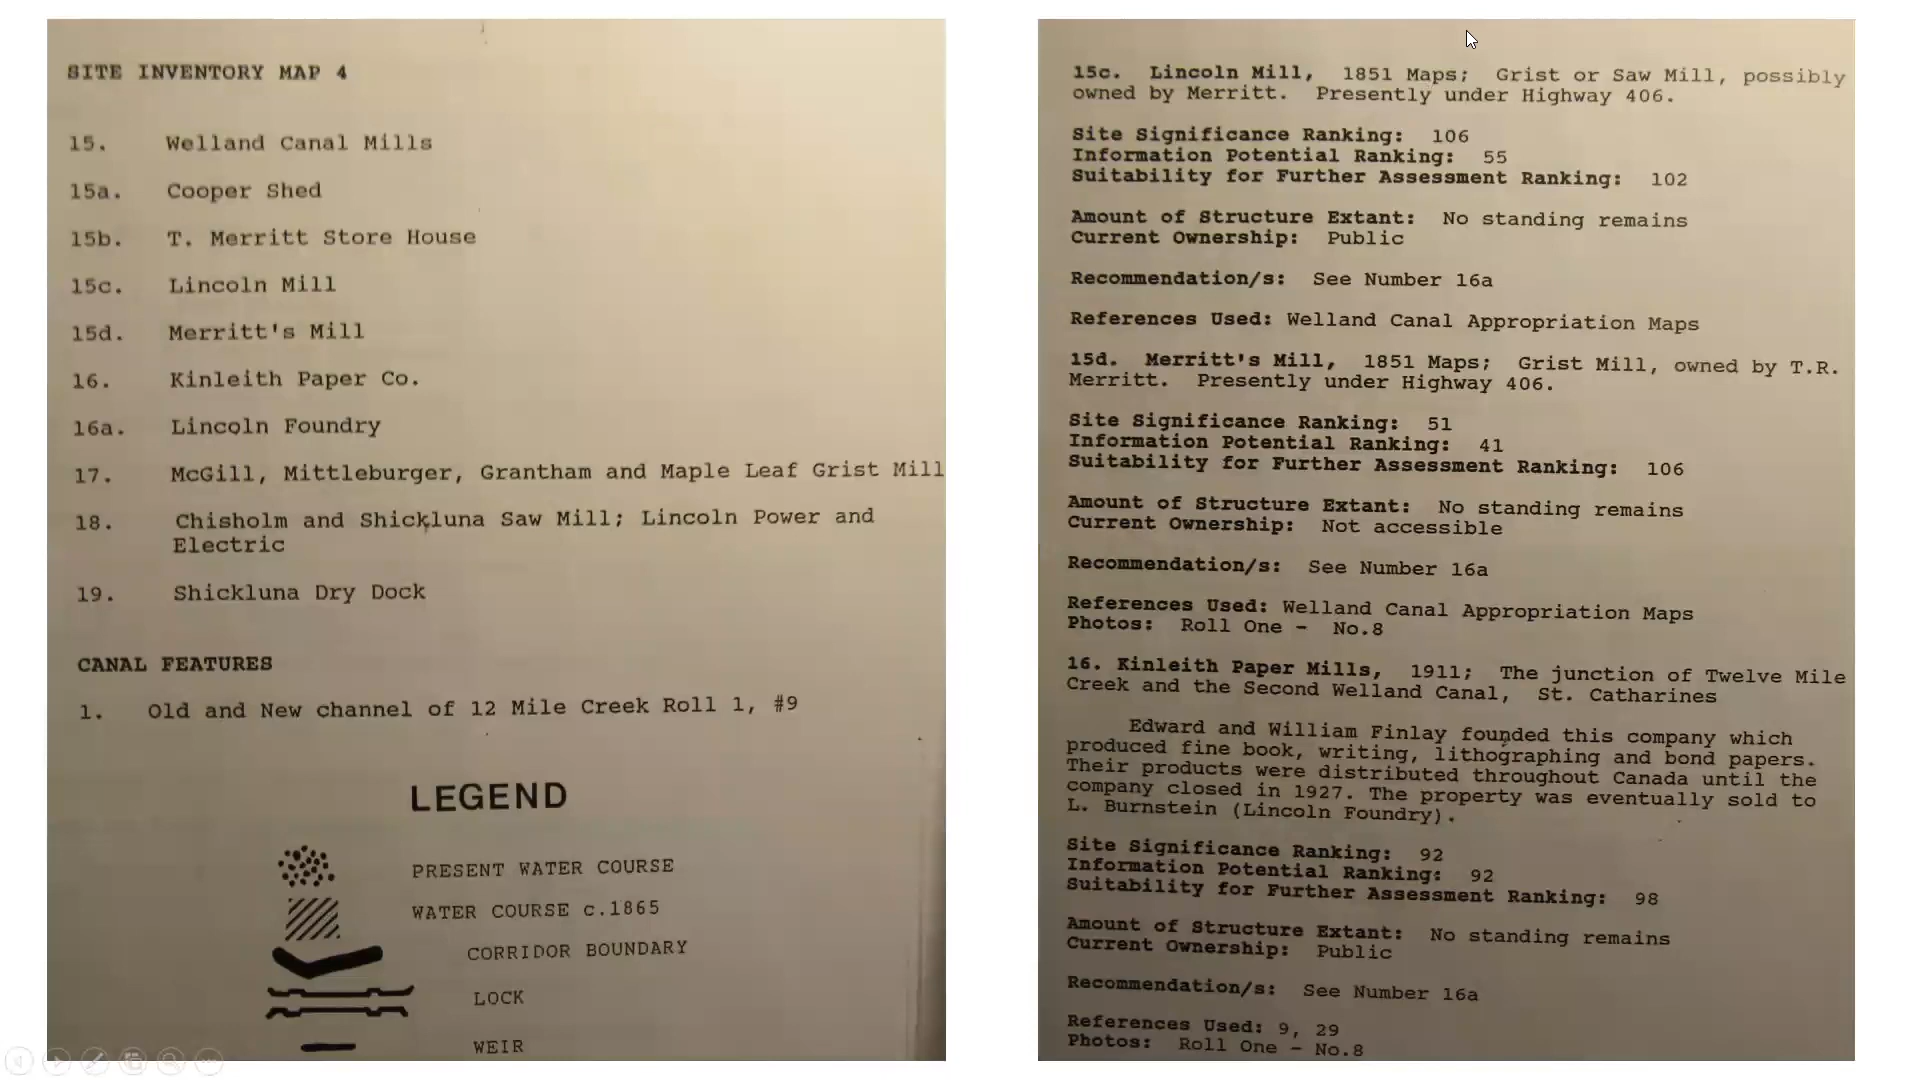 SITE INVENTORY MAP 4
15. Welland Canal Mills
15a. Cooper Shed
15b. T. Merritt Store House
15c. Lincoln Mill
15d. Merritt's Mill
16. Kinleith Paper Co.
16a. Lincoln Foundry
17. McGill, Mittleburger, Grantham and Maple Leaf Grist Mill
18. Chisholm and Shickluna Saw Mill; Lincoln Power and
Electric
19. Shickluna Dry Dock
CANAL FEATURES
1. Old and New channel of 12 Mile Creek Roll 1, #9
LEGEND
PRESENT WATER COURSE
WATER COURSE c.1865
CORRIDOR BOUNDARY
LOCK
WEIR
15c. Lincoln Mill, 1851 Maps; Grist or Saw Mill, possibly
owned by Merritt. Presently under Highway 406.
Site Significance Ranking: 106
Information Potential Ranking: 55
Suitability for Further Assessment Ranking: 102
Amount of Structure Extant: No standing remains
Current Ownership: Public
Recommendation/s: See Number 16a
References Used: Welland Canal Appropriation Maps
15d. Merritt's Mill, 1851 Maps; Grist Mill, owned by T.R.
Merritt. Presently under Highway 406.
Site Significance Ranking: 51
Information Potential Ranking: 41
Suitability for Further Assessment Ranking: 106
Amount of Structure Extant: No standing remains
Current Ownership: Not accessible
Recommendation/s: See Number 16a
References Used: Welland Canal Appropriation Maps
Photos: Roll One - No.8
16. Kinleith Paper Mills, 1911; The junction of Twelve Mile
Creek and the Second Welland Canal, St. Catharines
Edward and William Finlay founded this company which
produced fine book, writing, lithographing and bond papers.
Their products were distributed throughout Canada until the
company closed in 1927. The property was eventually sold to
L. Burnstein (Lincoln Foundry).
Site Significance Ranking: 92
Information Potential Ranking: 92
Suitability for Further Assessment Ranking: 98
Amount of Structure Extant: No standing remains
Current Ownership: Public
Recommendation/s: See Number 16a
References Used: 9, 29
Photos: Roll One - No.8